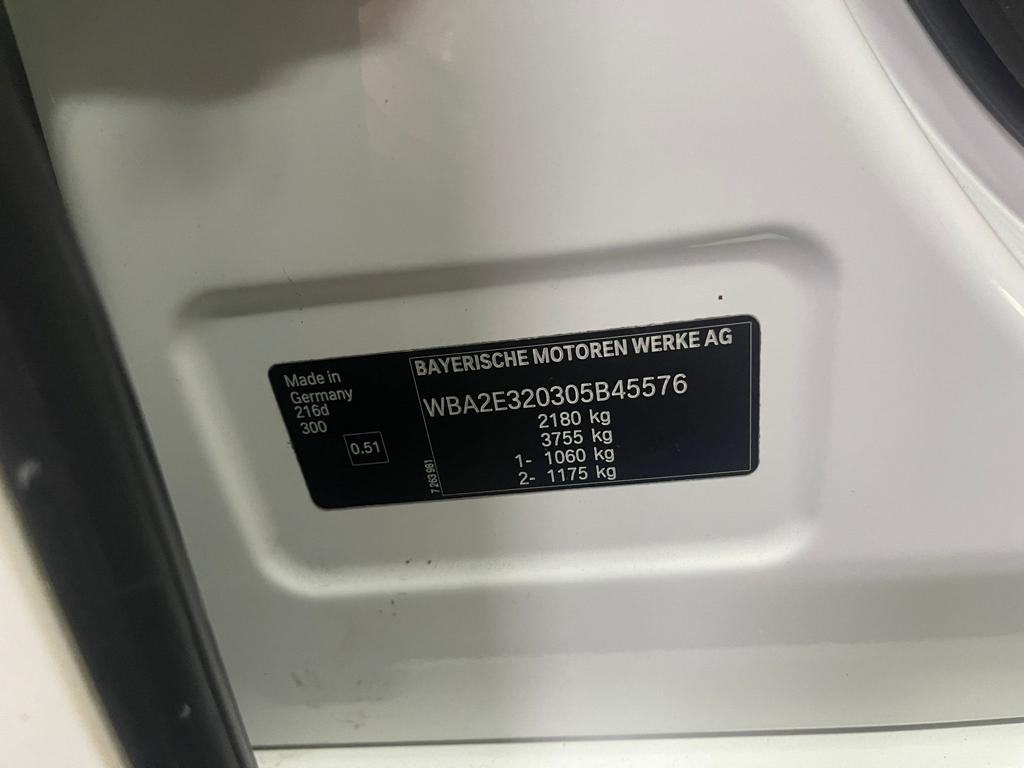 Made in
Germany
216d
300
0.51
7 263 981
BAYERISCHE MOTOREN WERKE AG
WBA2E320305B45576
2180 kg
3755 kg
1- 1060 kg
2- 1175 kg